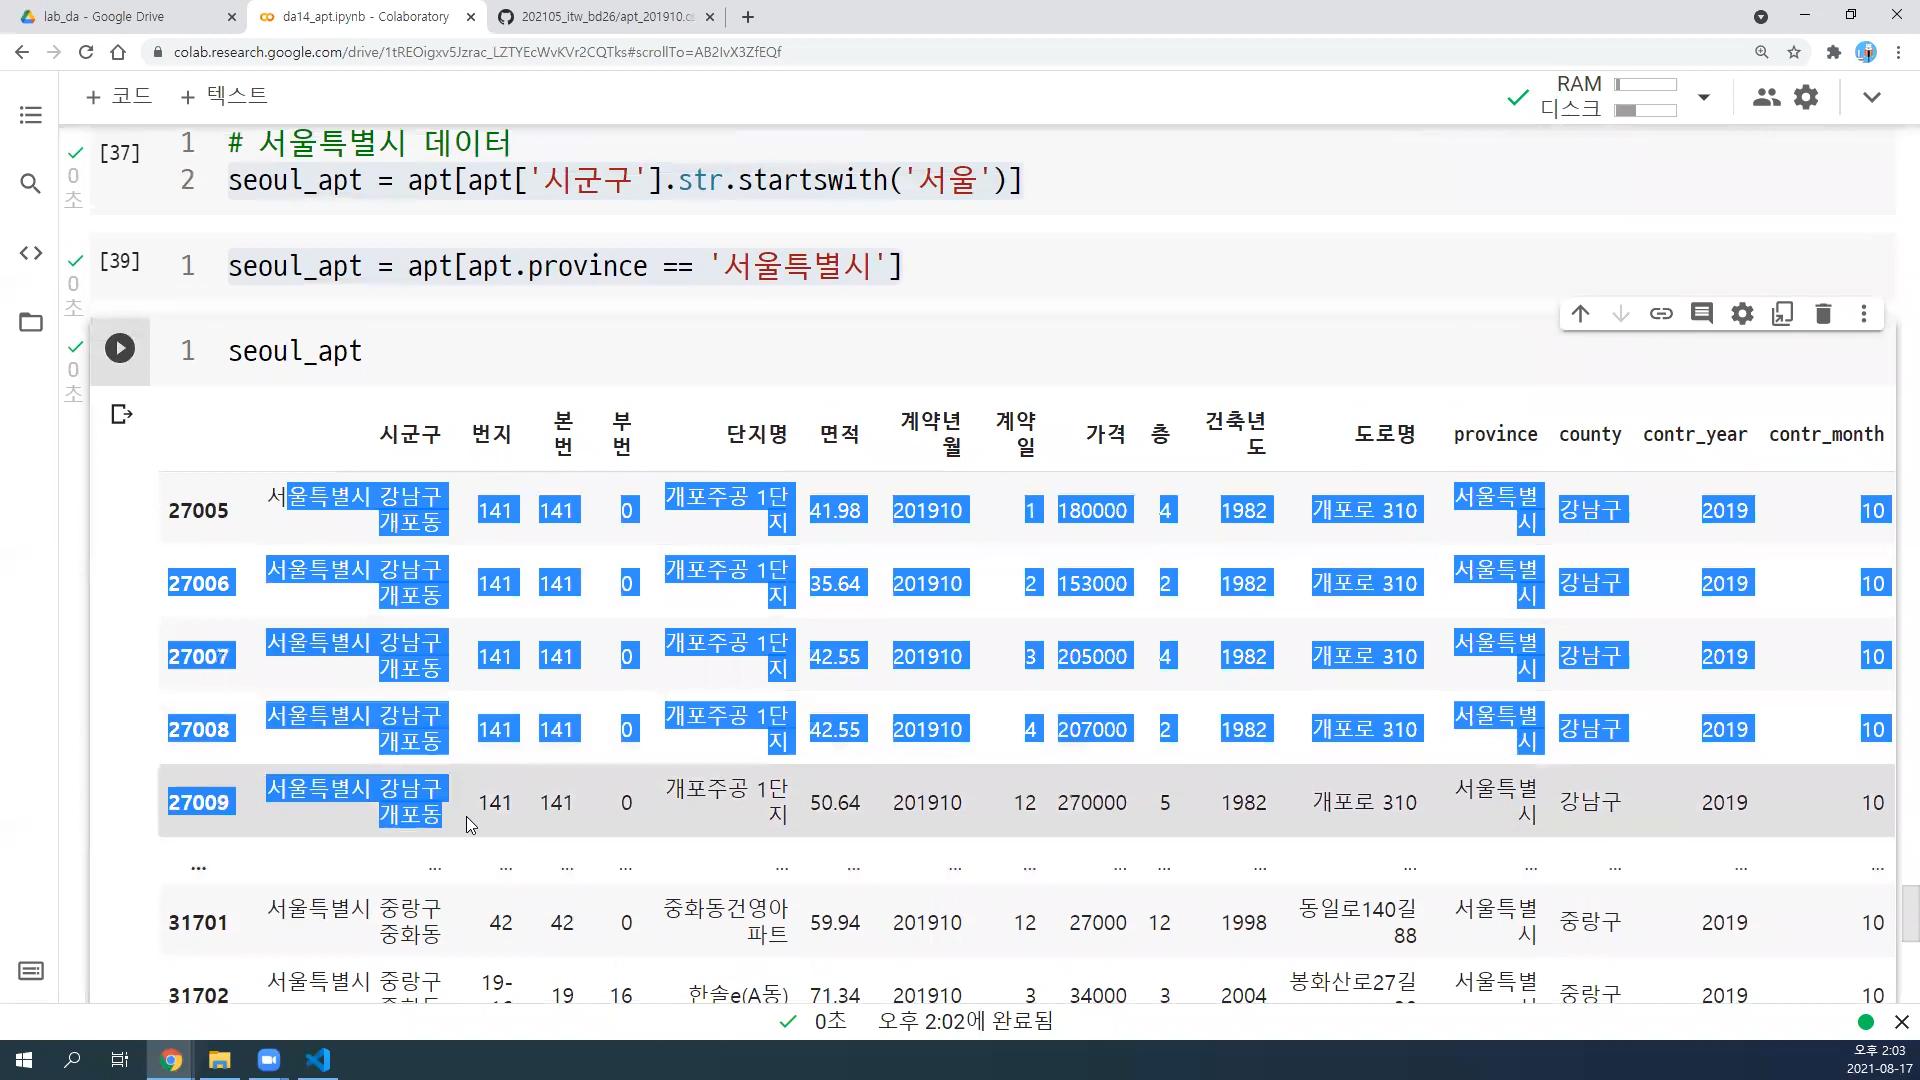 lab_da - Google Drive
da14_apt.ipynb - Colaboratory
202105_itw_bd26/apt_201910.c
colab.research.google.com/drive/1tREOigxv5Jzrac_LZTYEcWvKVr2CQTks#scrollTo=AB2IvX3ZfEQf
+ 코드 + 텍스트
RAM
디스크
[37]
0
초
1 # 서울특별시 데이터
2 seoul_apt = apt[apt['시군구'].str.startswith('서울')]
[39]
0
초
1 seoul_apt = apt[apt.province == '서울특별시']
0
초
1 seoul_apt
시군구 번지 본번 부번 단지명 면적 계약년월 계약일 가격 층 건축년도 도로명 province county contr_year contr_month
27005 서울특별시 강남구 개포동 141 141 0 개포주공 1단지 41.98 201910 1 180000 4 1982 개포로 310 서울특별시 강남구 2019 10
27006 서울특별시 강남구 개포동 141 141 0 개포주공 1단지 35.64 201910 2 153000 2 1982 개포로 310 서울특별시 강남구 2019 10
27007 서울특별시 강남구 개포동 141 141 0 개포주공 1단지 42.55 201910 3 205000 4 1982 개포로 310 서울특별시 강남구 2019 10
27008 서울특별시 강남구 개포동 141 141 0 개포주공 1단지 42.55 201910 4 207000 2 1982 개포로 310 서울특별시 강남구 2019 10
27009 서울특별시 강남구 개포동 141 141 0 개포주공 1단지 50.64 201910 12 270000 5 1982 개포로 310 서울특별시 강남구 2019 10
... ... ... ... ... ... ... ... ... ... ... ... ... ... ... ... ...
31701 서울특별시 중랑구 중화동 42 42 0 중화동건영아파트 59.94 201910 12 27000 12 1998 동일로140길 88 서울특별시 중랑구 2019 10
31702 서울특별시 중랑구 19- 19 16 한솔e(A동) 71.34 201910 3 34000 3 2004 봉화산로27길 서울특별시 중랑구 2019 10
0초 오후 2:02에 완료됨
오후 2:03
2021-08-17